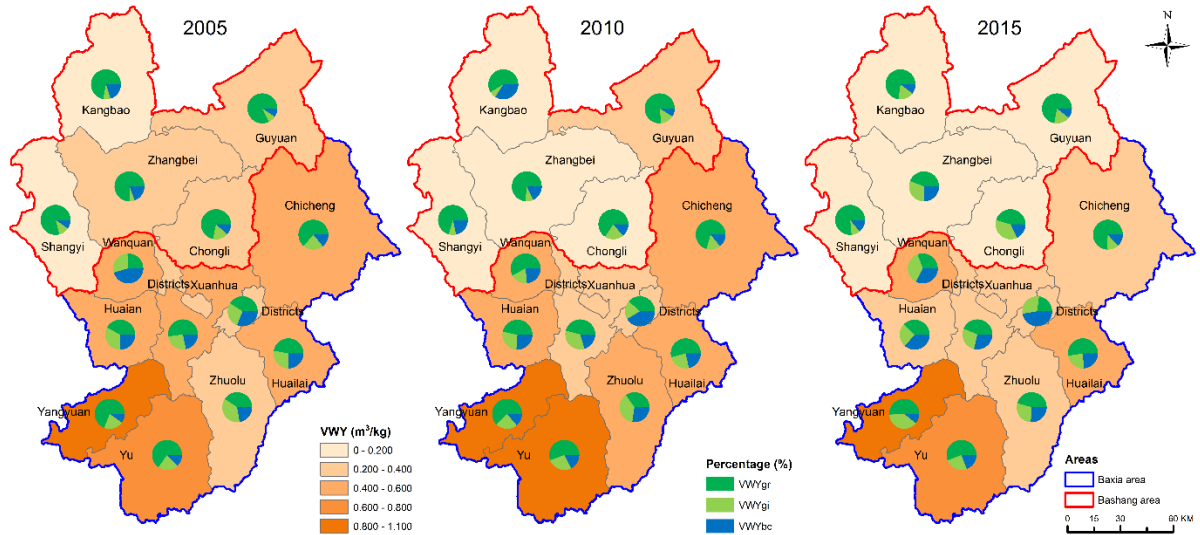 2005
Kangbao
Guyuan
Zhangbei
Chicheng
Shangyi
Wanquan
Chongli
Districts
Xuanhua
Huaian
Districts
Zhuolu
Huailai
Yangyuan
Yu
VWY (m³/kg)
0 - 0.200
0.200 - 0.400
0.400 - 0.600
0.600 - 0.800
0.800 - 1.100
2010
Kangbao
Guyuan
Zhangbei
Chicheng
Shangyi
Wanquan
Chongli
Districts
Xuanhua
Huaian
Districts
Zhuolu
Huailai
Yangyuan
Yu
Percentage (%)
VWYgr
VWYgi
VWYbc
2015
N
Kangbao
Guyuan
Zhangbei
Chicheng
Shangyi
Wanquan
Chongli
Districts
Xuanhua
Huaian
Districts
Zhuolu
Huailai
Yangyuan
Yu
Areas
Baxia area
Bashang area
0 15 30 60 KM